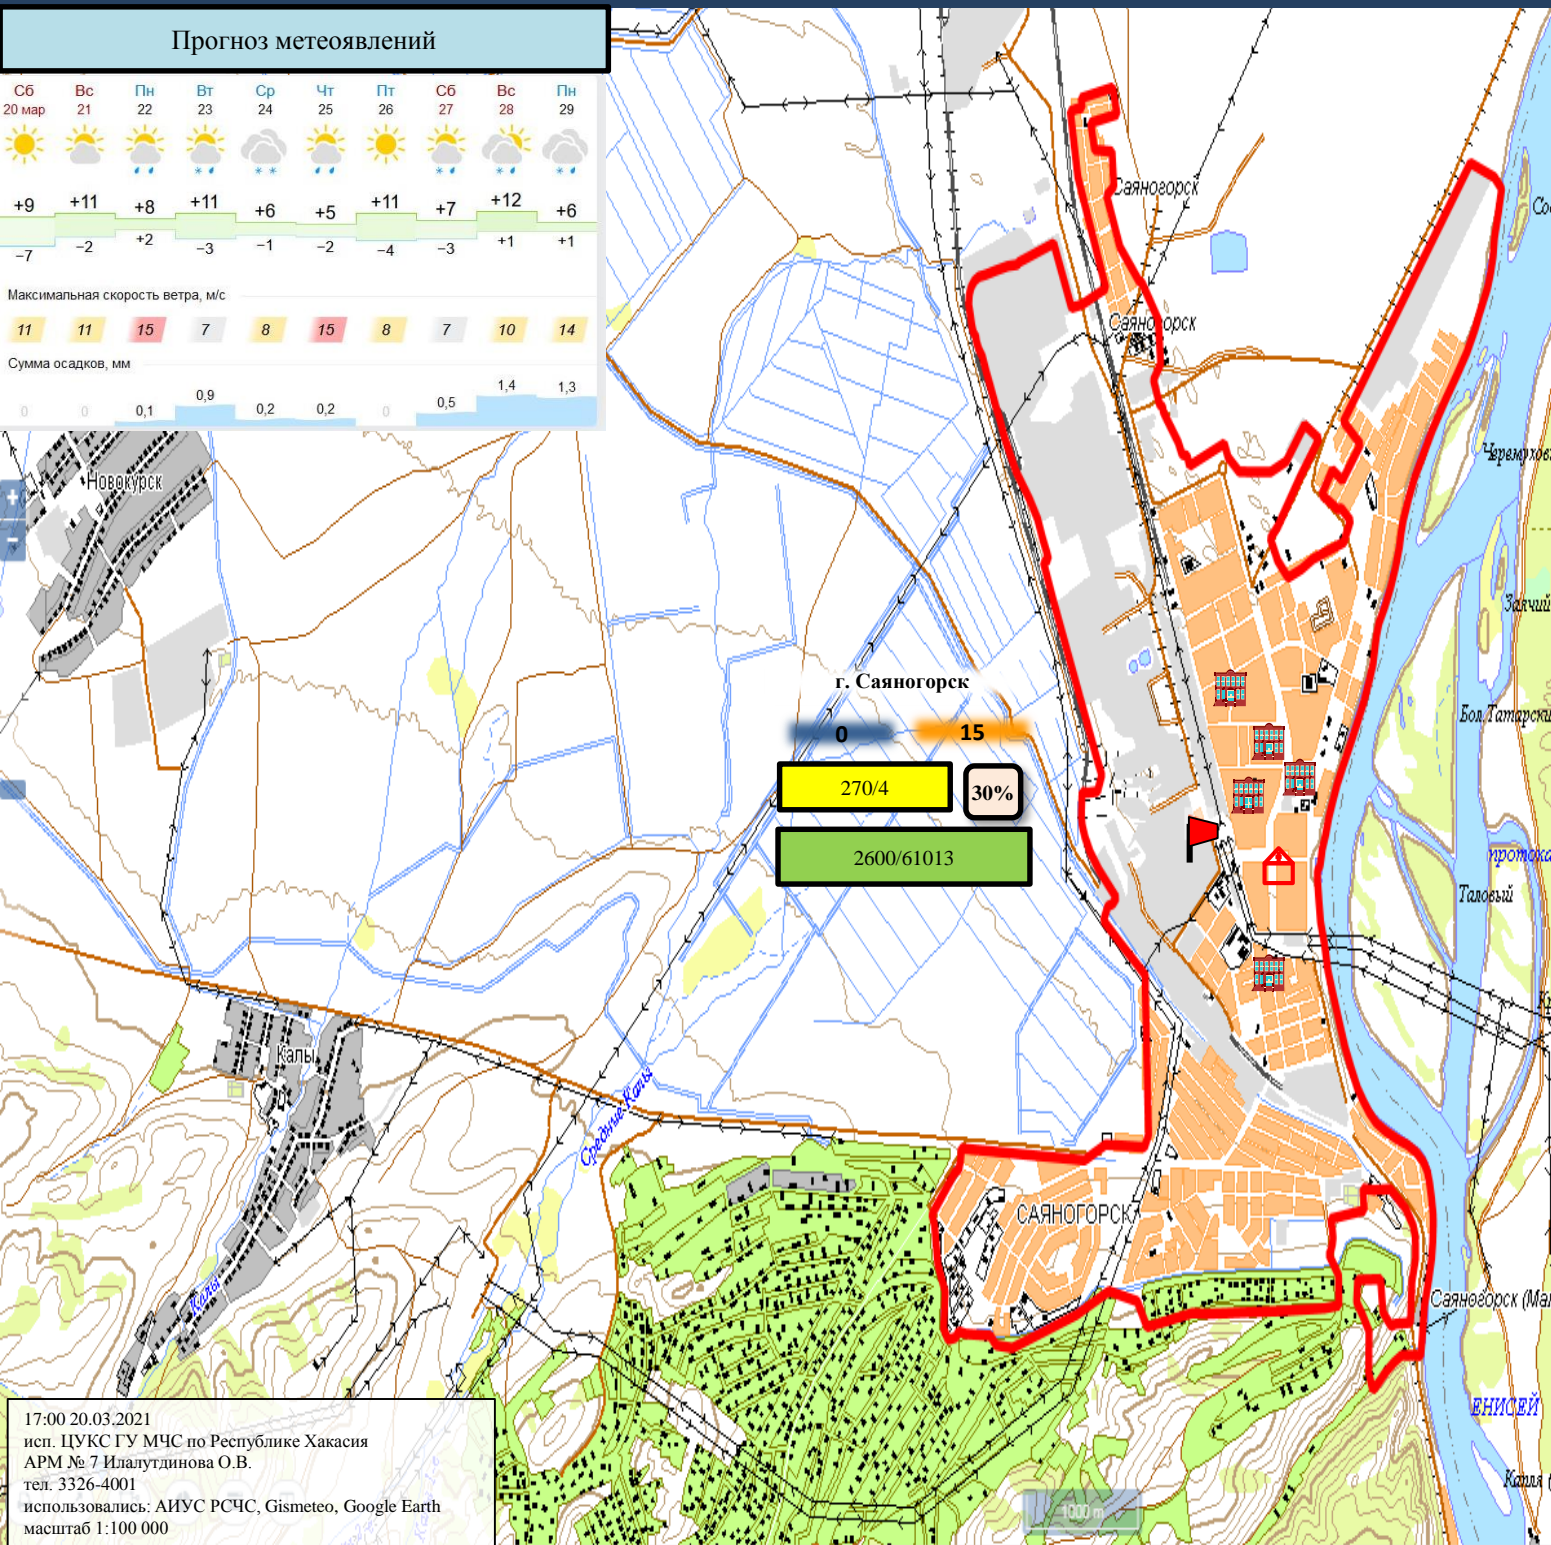 Прогноз метеоявлений
Сб Вс Пн Вт Ср Чт Пт Сб Вс Пн
20 мар 21 22 23 24 25 26 27 28 29
+9 +11 +8 +11 +6 +5 +11 +7 +12 +6
−7 −2 +2 −3 −1 −2 −4 −3 +1 +1
Максимальная скорость ветра, м/с
11 11 15 7 8 15 8 7 10 14
Сумма осадков, мм
0 0 0,1 0,9 0,2 0,2 0 0,5 1,4 1,3
Саяногорск
Саяногорск
Новокурск
+
-
Заячий
г. Саяногорск
0 15
270/4 30%
2600/61013
Бол.Татарски
протока
Таловый
Калы
Средние Калы
САЯНОГОРСК
Калы
Саяногорск (Ма
ЕНИСЕЙ
Капля
1000 m
17:00 20.03.2021
исп. ЦУКС ГУ МЧС по Республике Хакасия
АРМ № 7 Илалутдинова О.В.
тел. 3326-4001
использовались: АИУС РСЧС, Gismeteo, Google Earth
масштаб 1:100 000